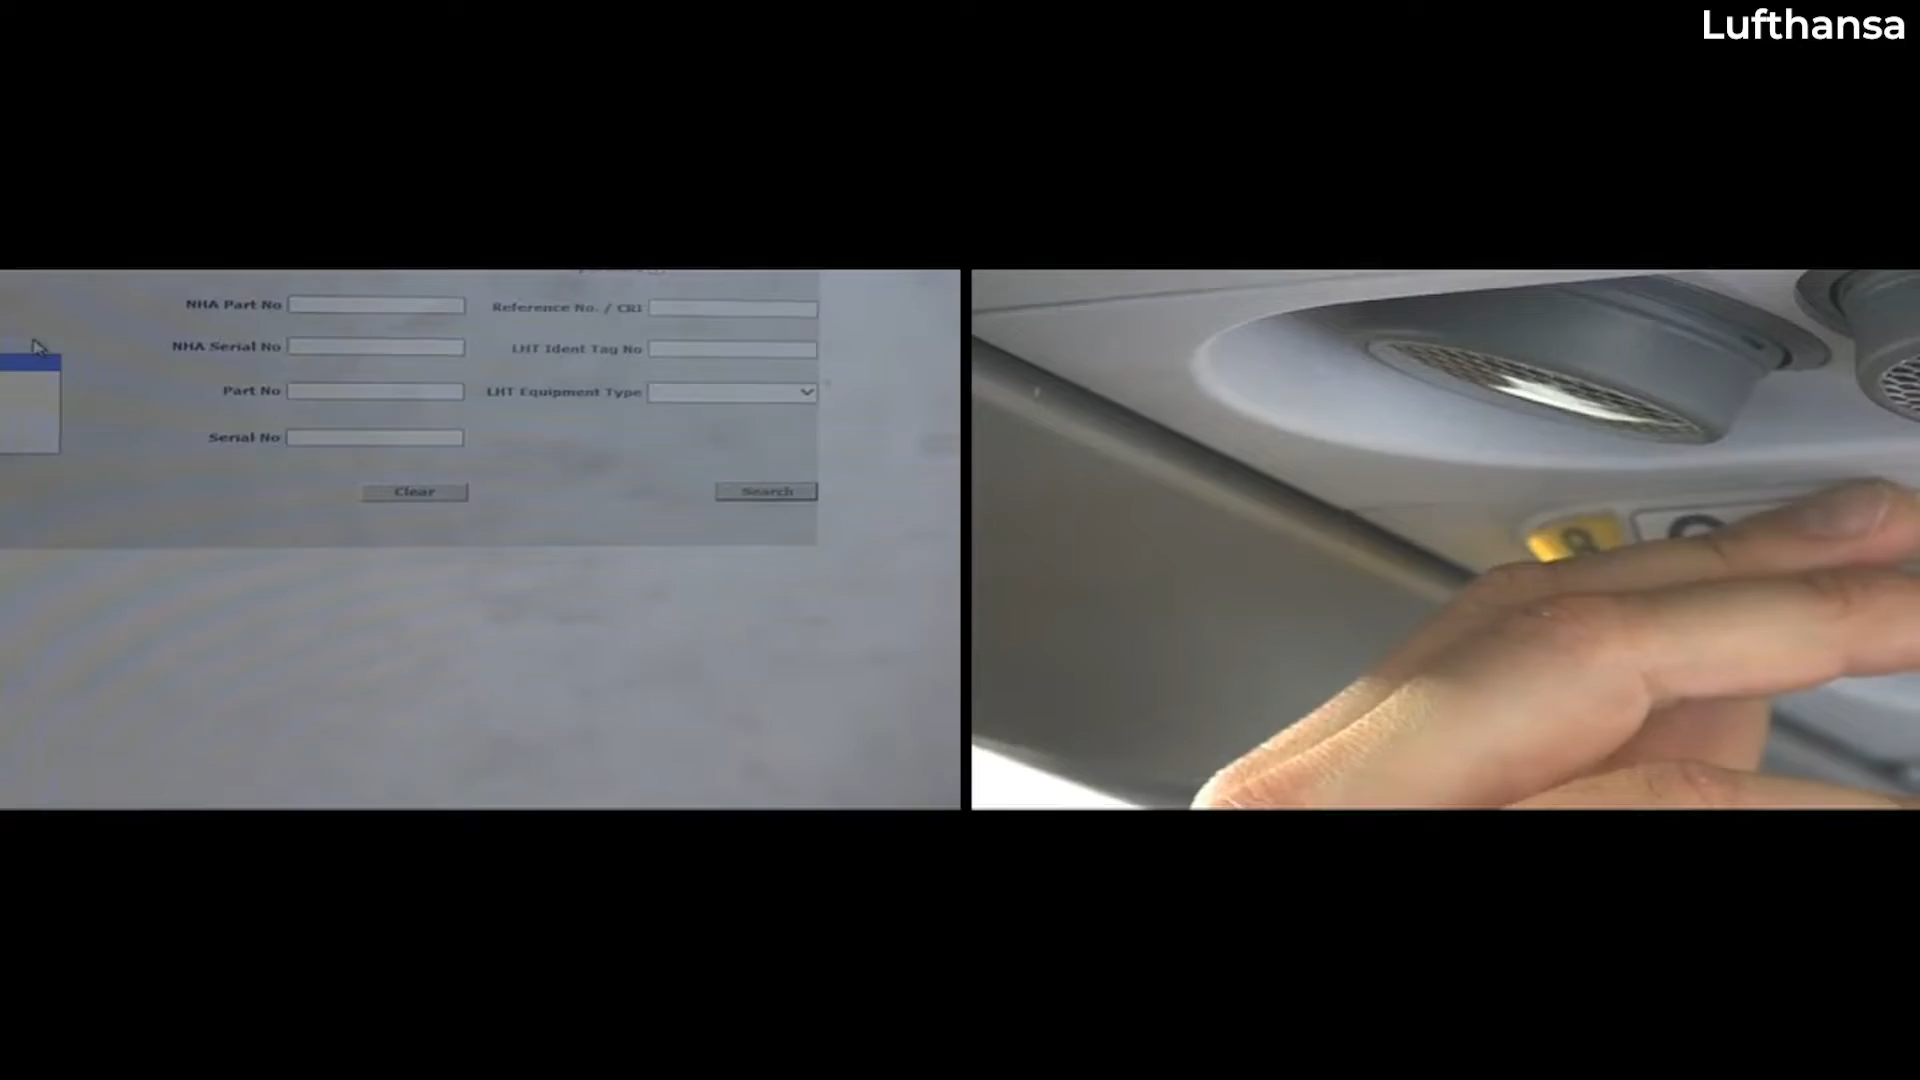 Lufthansa
NHA Part No
Reference No. / CRI
NHA Serial No
LHT Ident Tag No
Part No
LHT Equipment Type
Serial No
Clear
Search